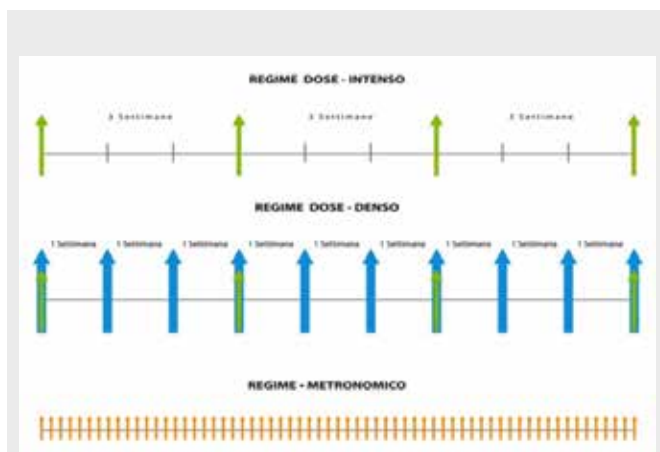 REGIME DOSE - INTENSO
3 Settimane 3 Settimane 3 Settimane
REGIME DOSE - DENSO
1 Settimana 1 Settimana 1 Settimana 1 Settimana 1 Settimana 1 Settimana 1 Settimana 1 Settimana 1 Settimana
REGIME - METRONOMICO